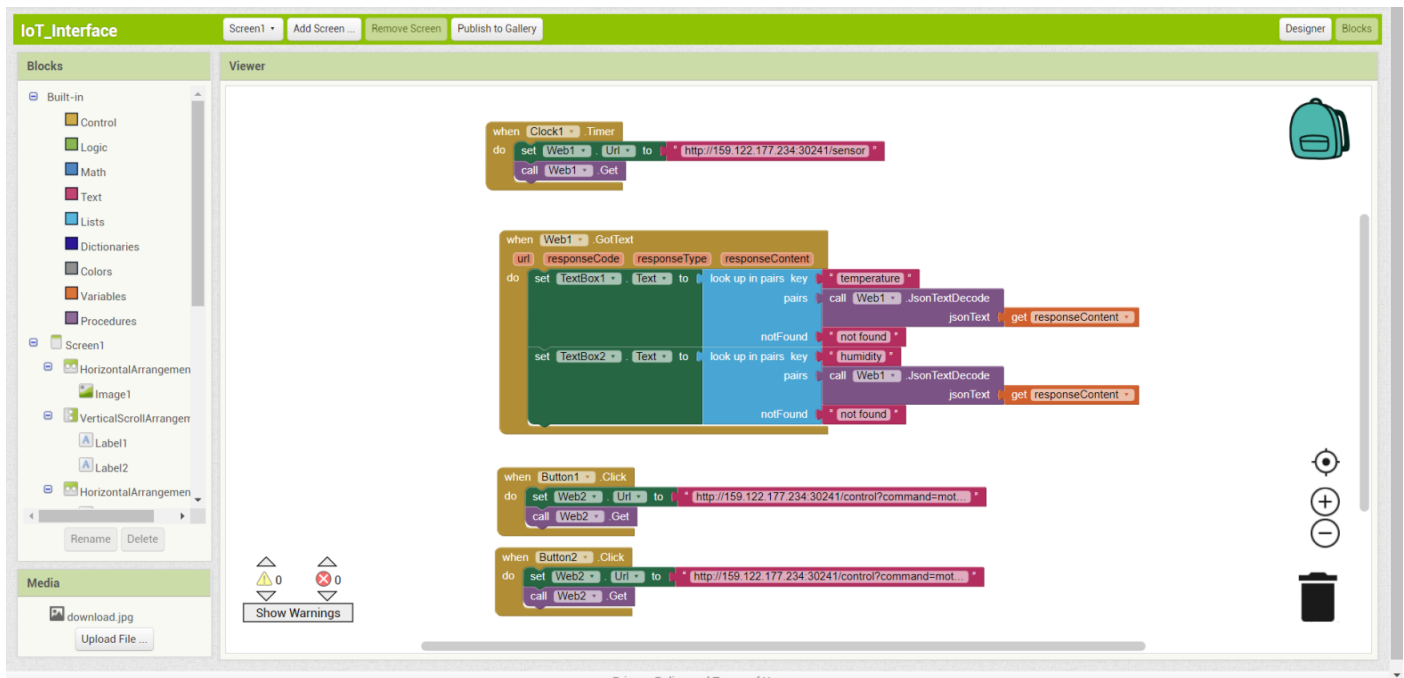 IoT_Interface
Screen1
Add Screen ...
Remove Screen
Publish to Gallery
Designer
Blocks
Blocks
Built-in
Control
Logic
Math
Text
Lists
Dictionaries
Colors
Variables
Procedures
Screen1
HorizontalArrangemen
Image1
VerticalScrollArrangem
Label1
Label2
HorizontalArrangemen
Rename Delete
Media
download.jpg
Upload File ...
Viewer
when Clock1 .Timer
do set Web1 . Url to " http://159.122.177.234:30241/sensor "
call Web1 .Get
when Web1 .GotText
url responseCode responseType responseContent
do set TextBox1 . Text to look up in pairs key " temperature "
pairs call Web1 .JsonTextDecode
jsonText get responseContent
notFound " not found "
set TextBox2 . Text to look up in pairs key " humidity "
pairs call Web1 .JsonTextDecode
jsonText get responseContent
notFound " not found "
when Button1 .Click
do set Web2 . Url to " http://159.122.177.234:30241/control?command=mot... "
call Web2 .Get
when Button2 .Click
do set Web2 . Url to " http://159.122.177.234:30241/control?command=mot... "
call Web2 .Get
0 0
Show Warnings